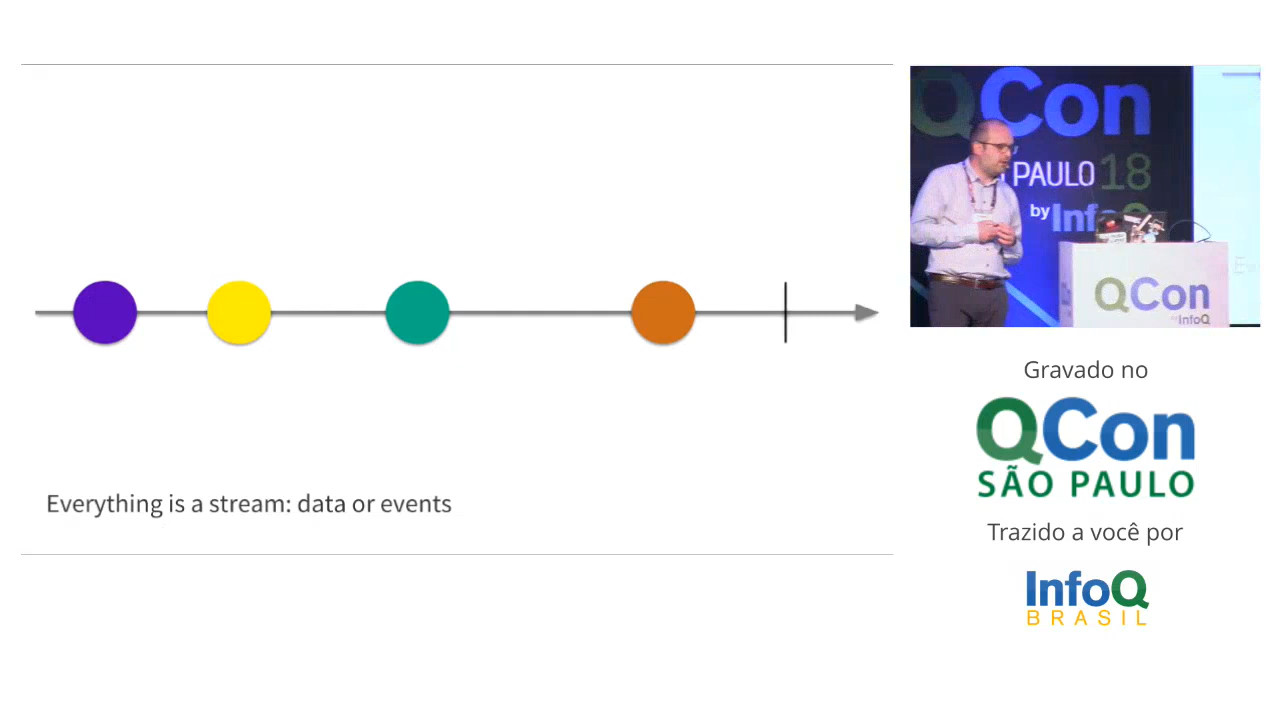 Everything is a stream: data or events
QCon
PAULO 18
by InfoQ
QCon
InfoQ
Gravado no
QCon
SÃO PAULO
Trazido a você por
InfoQ
BRASIL